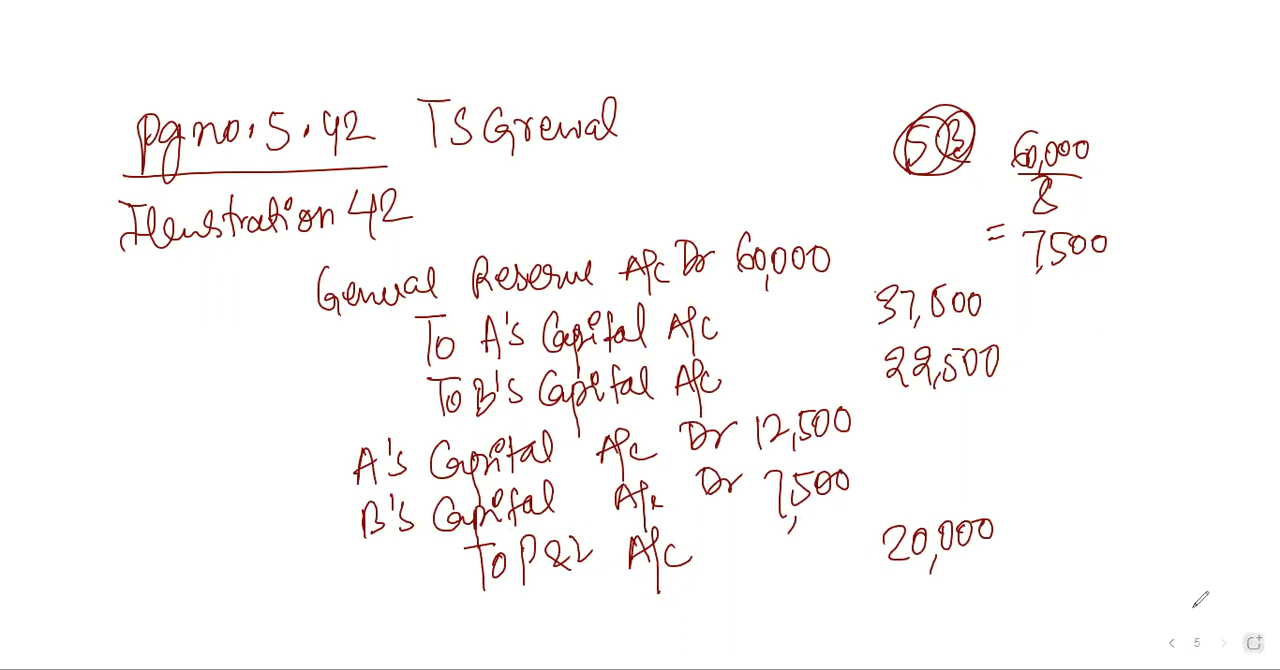 Pg no. 5.42 TS Grewal
Illustration 42
5 3
60,000
8
= 7,500
General Reserve A/c Dr 60,000
To A's Capital A/c 37,500
To B's Capital A/c 22,500
A's Capital A/c Dr 12,500
B's Capital A/c Dr 7,500
To P&L A/c 20,000
5